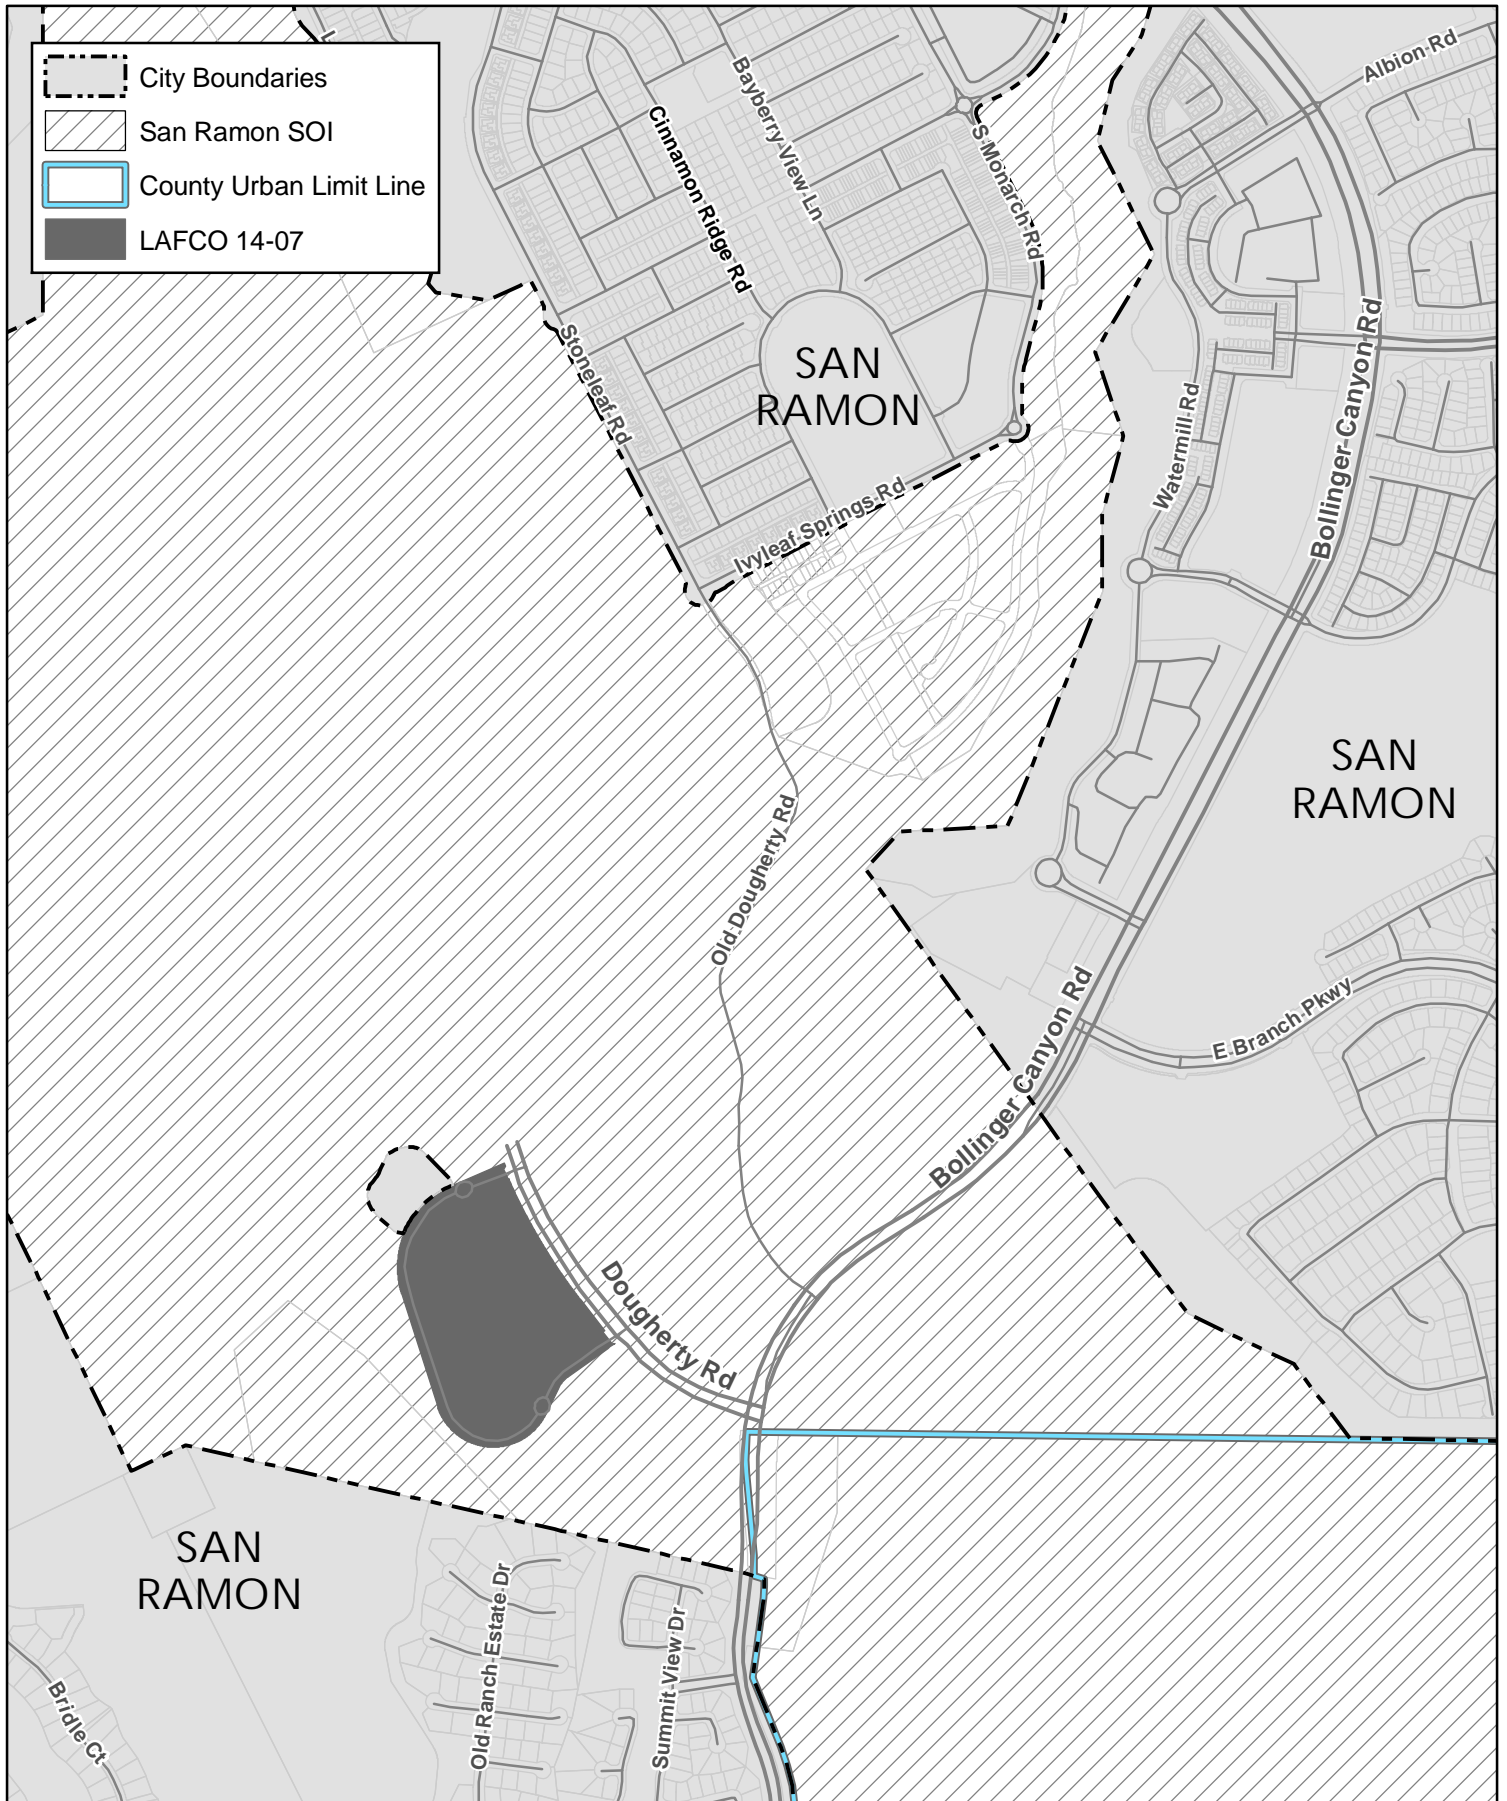 City Boundaries
San Ramon SOI
County Urban Limit Line
LAFCO 14-07
Albion Rd
Bayberry View Ln
Cinnamon Ridge Rd
S Monarch Rd
Stoneleaf Rd
SAN
RAMON
Bollinger Canyon Rd
Watermill Rd
Ivyleaf Springs Rd
SAN
RAMON
Old Dougherty Rd
Bollinger Canyon Rd
E Branch Pkwy
Dougherty Rd
SAN
RAMON
Old Ranch Estate Dr
Summit View Dr
Bridle Ct